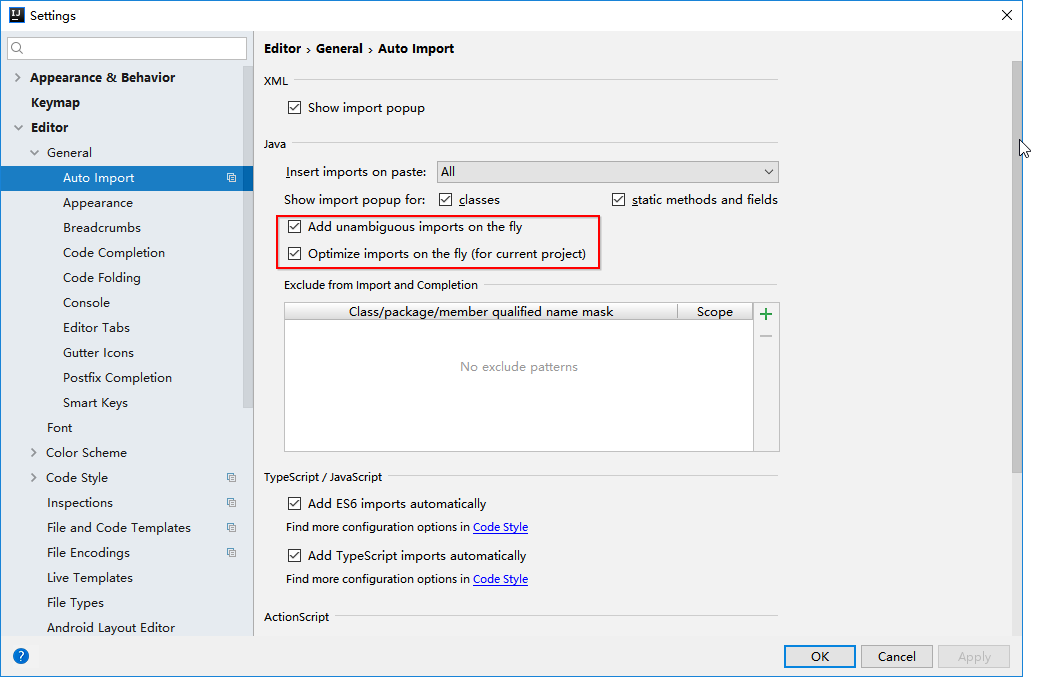 IJ Settings
Appearance & Behavior
Keymap
Editor
General
Auto Import
Appearance
Breadcrumbs
Code Completion
Code Folding
Console
Editor Tabs
Gutter Icons
Postfix Completion
Smart Keys
Font
Color Scheme
Code Style
Inspections
File and Code Templates
File Encodings
Live Templates
File Types
Android Layout Editor
Editor › General › Auto Import
XML
Show import popup
Java
Insert imports on paste: All
Show import popup for: classes static methods and fields
Add unambiguous imports on the fly
Optimize imports on the fly (for current project)
Exclude from Import and Completion
Class/package/member qualified name mask Scope
No exclude patterns
TypeScript / JavaScript
Add ES6 imports automatically
Find more configuration options in Code Style
Add TypeScript imports automatically
Find more configuration options in Code Style
ActionScript
? OK Cancel Apply